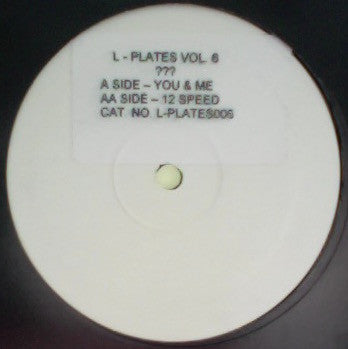 L - PLATES VOL. 6
???
A SIDE – YOU & ME
AA SIDE – 12 SPEED
CAT NO L-PLATES006